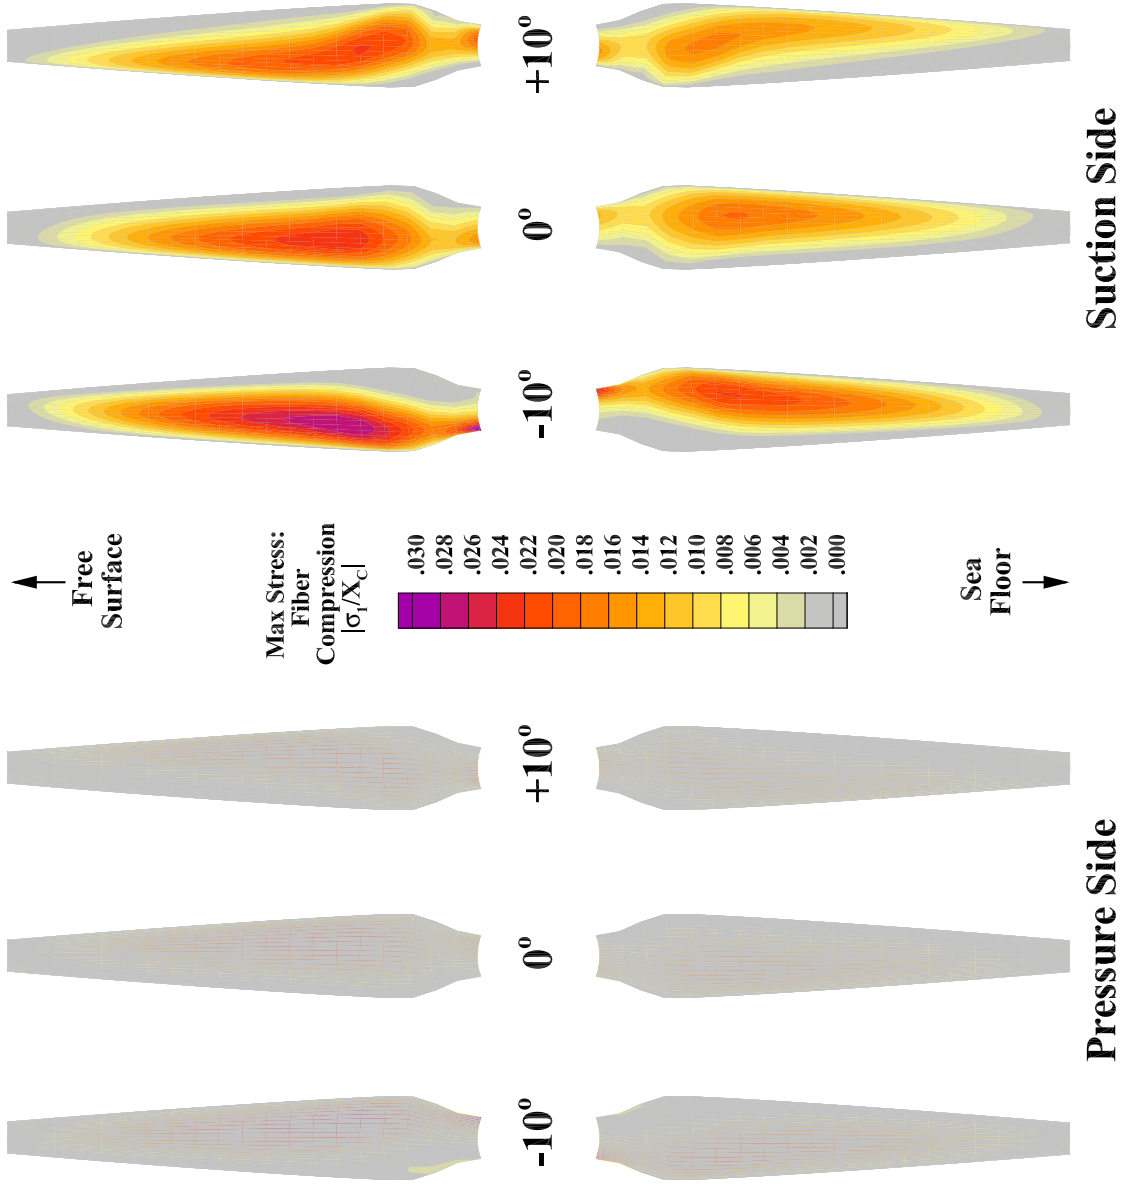 +10°
0°
-10°
Suction Side
Free
Surface
Max Stress:
Fiber
Compression
|σ₁/X_C|
.030
.028
.026
.024
.022
.020
.018
.016
.014
.012
.010
.008
.006
.004
.002
.000
Sea
Floor
+10°
0°
-10°
Pressure Side